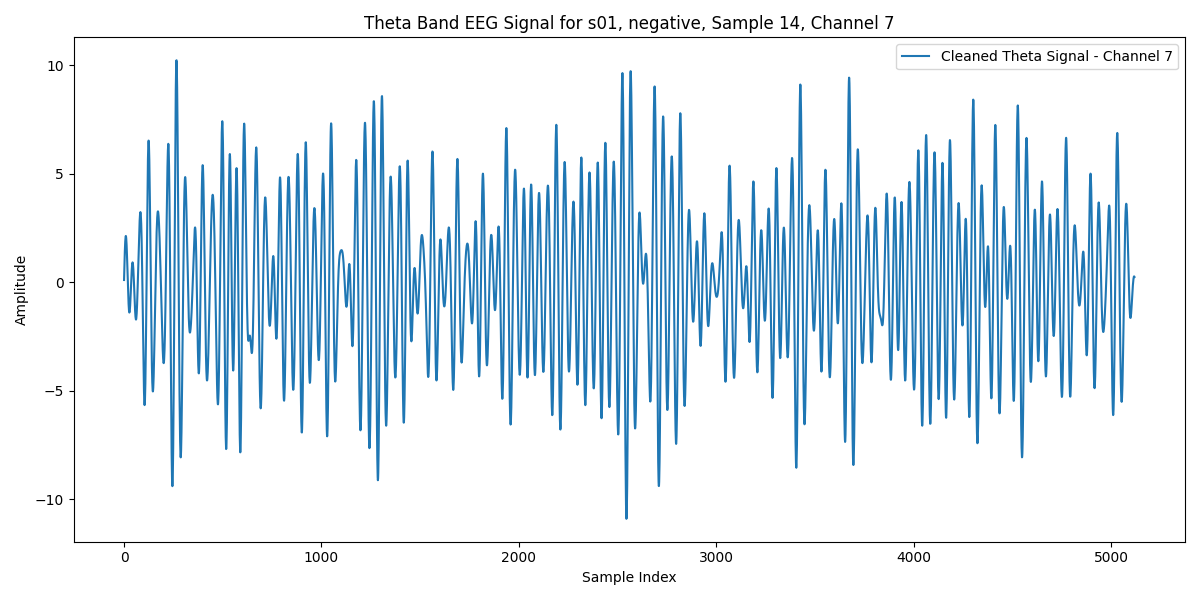 Theta Band EEG Signal for s01, negative, Sample 14, Channel 7
Cleaned Theta Signal - Channel 7
10
5
0
−5
−10
Amplitude
0 1000 2000 3000 4000 5000
Sample Index